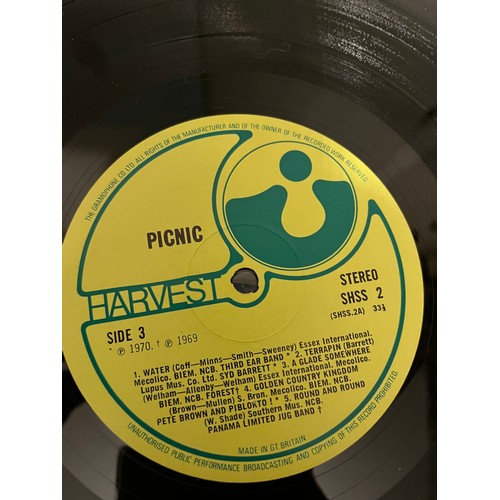 THE GRAMOPHONE CO. LTD. ALL RIGHTS OF THE MANUFACTURER AND OF THE OWNER OF THE RECORDED WORK RESERVED
PICNIC
HARVEST
STEREO
SHSS 2
(SHSS.2A) 33⅓
SIDE 3
* ℗ 1970. † ℗ 1969
1. WATER (Coff—Minns—Smith—Sweeney) Essex International.
Mecolico. BIEM. NCB. THIRD EAR BAND * 2. TERRAPIN (Barrett)
Lupus Mus. Co. Ltd. SYD BARRETT * 3. A GLADE SOMEWHERE
(Welham—Allenby—Welham) Essex International. Mecolico.
BIEM. NCB. FOREST† 4. GOLDEN COUNTRY KINGDOM
(Brown—Mullen) S. Bron. Mecolico. BIEM. NCB.
PETE BROWN AND PIBLOKTO! * 5. ROUND AND ROUND
(W. Shade) Southern Mus. NCB.
PANAMA LIMITED JUG BAND †
MADE IN GT. BRITAIN
UNAUTHORISED PUBLIC PERFORMANCE BROADCASTING AND COPYING OF THIS RECORD PROHIBITED